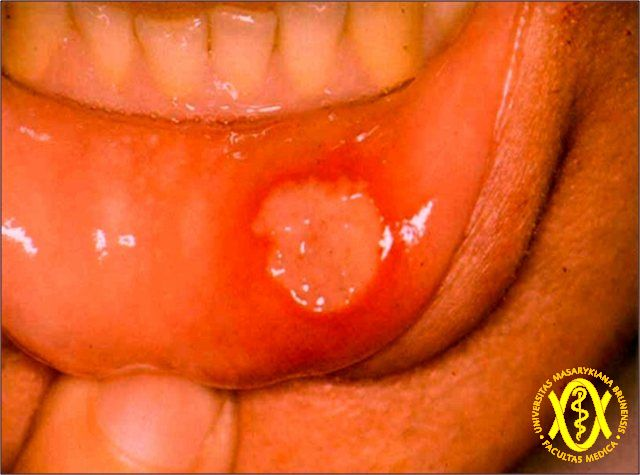 UNIVERSITAS MASARYKIANA BRUNENSIS
• FACULTAS MEDICA •